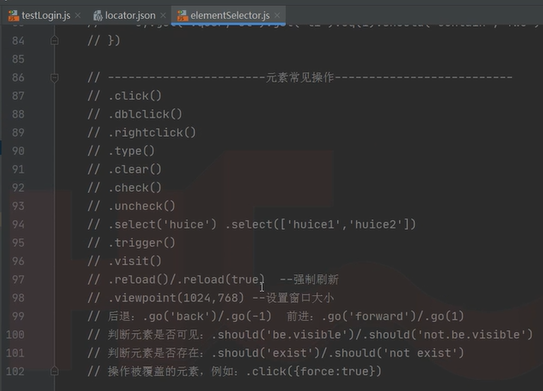 testLogin.js × locator.json × elementSelector.js ×
84 // })
85
86 // -----------------------元素常见操作--------------------------
87 // .click()
88 // .dblclick()
89 // .rightclick()
90 // .type()
91 // .clear()
92 // .check()
93 // .uncheck()
94 // .select('huice') .select(['huice1','huice2'])
95 // .trigger()
96 // .visit()
97 // .reload()/.reload(true) --强制刷新
98 // .viewpoint(1024,768) --设置窗口大小
99 // 后退: .go('back')/.go(-1) 前进: .go('forward')/.go(1)
100 // 判断元素是否可见: .should('be.visible')/.should('not.be.visible')
101 // 判断元素是否存在: .should('exist')/.should('not exist')
102 // 操作被覆盖的元素，例如: .click({force:true})